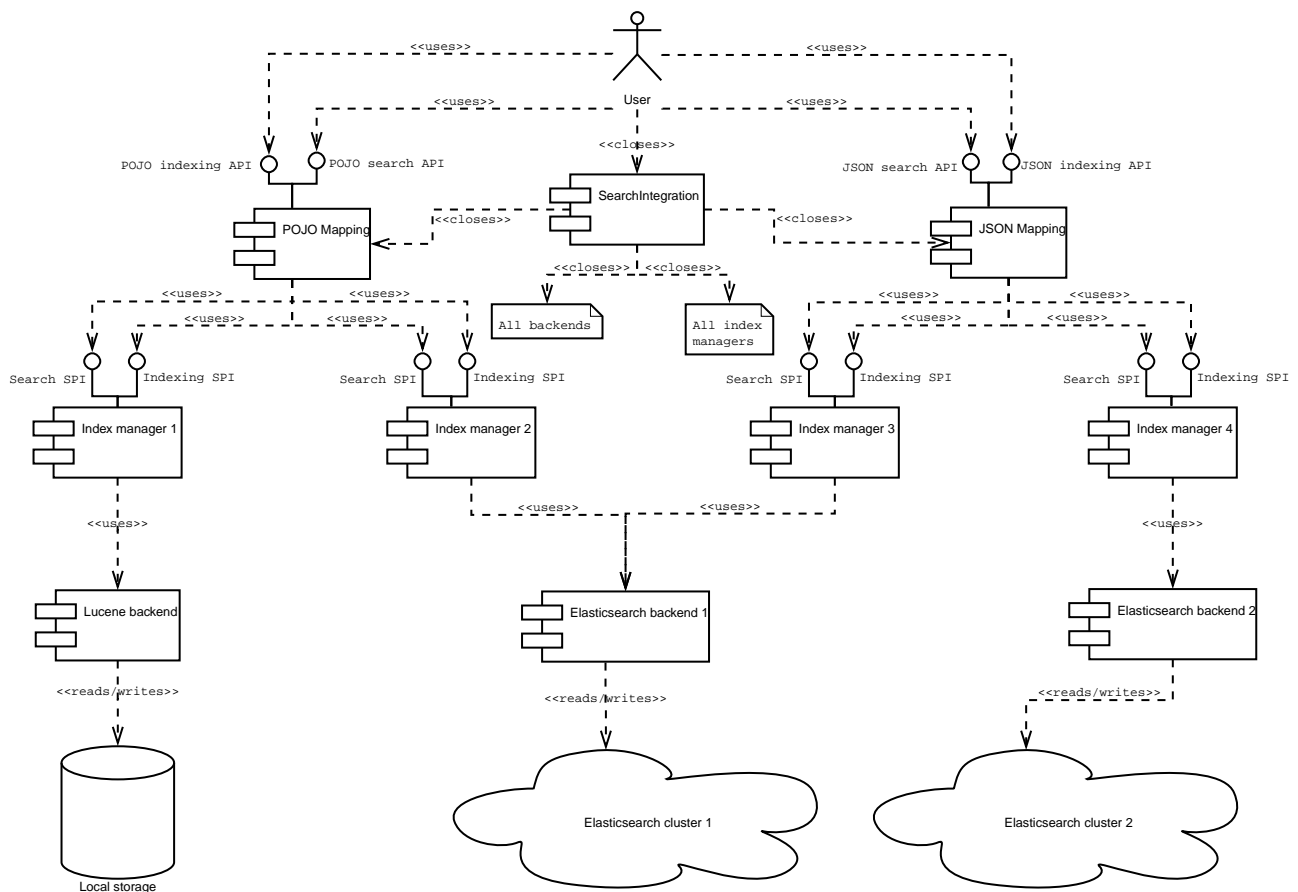 <<uses>>
<<uses>>
User
<<uses>>
<<uses>>
<<closes>>
POJO indexing API
POJO search API
JSON search API
JSON indexing API
SearchIntegration
POJO Mapping
<<closes>>
<<closes>>
JSON Mapping
<<closes>>
<<closes>>
<<uses>>
<<uses>>
<<uses>>
<<uses>>
All backends
All index
managers
<<uses>>
<<uses>>
<<uses>>
<<uses>>
Search SPI
Indexing SPI
Search SPI
Indexing SPI
Search SPI
Indexing SPI
Search SPI
Indexing SPI
Index manager 1
Index manager 2
Index manager 3
Index manager 4
<<uses>>
<<uses>>
<<uses>>
<<uses>>
Lucene backend
Elasticsearch backend 1
Elasticsearch backend 2
<<reads/writes>>
<<reads/writes>>
<<reads/writes>>
Elasticsearch cluster 1
Elasticsearch cluster 2
Local storage